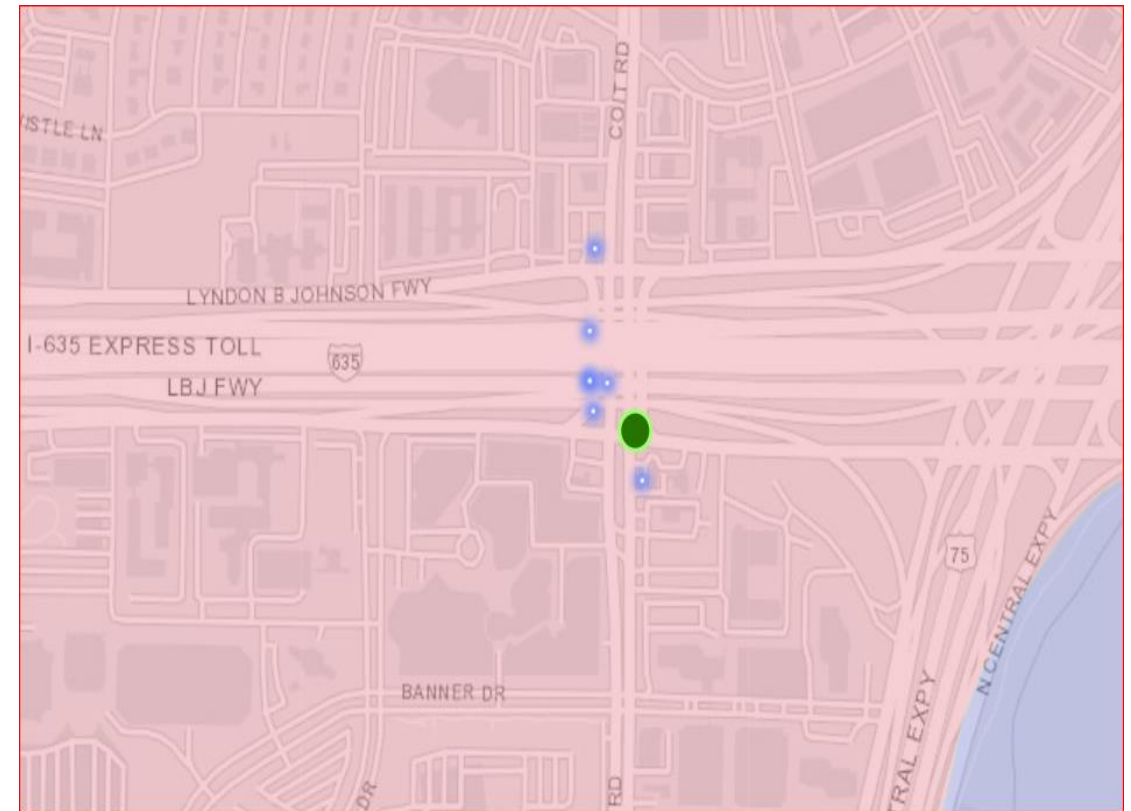 COIT RD
ISTLE LN
LYNDON B JOHNSON FWY
I-635 EXPRESS TOLL
635
LBJ FWY
75
N CENTRAL EXPY
BANNER DR
TRAL EXPY
DR
RD